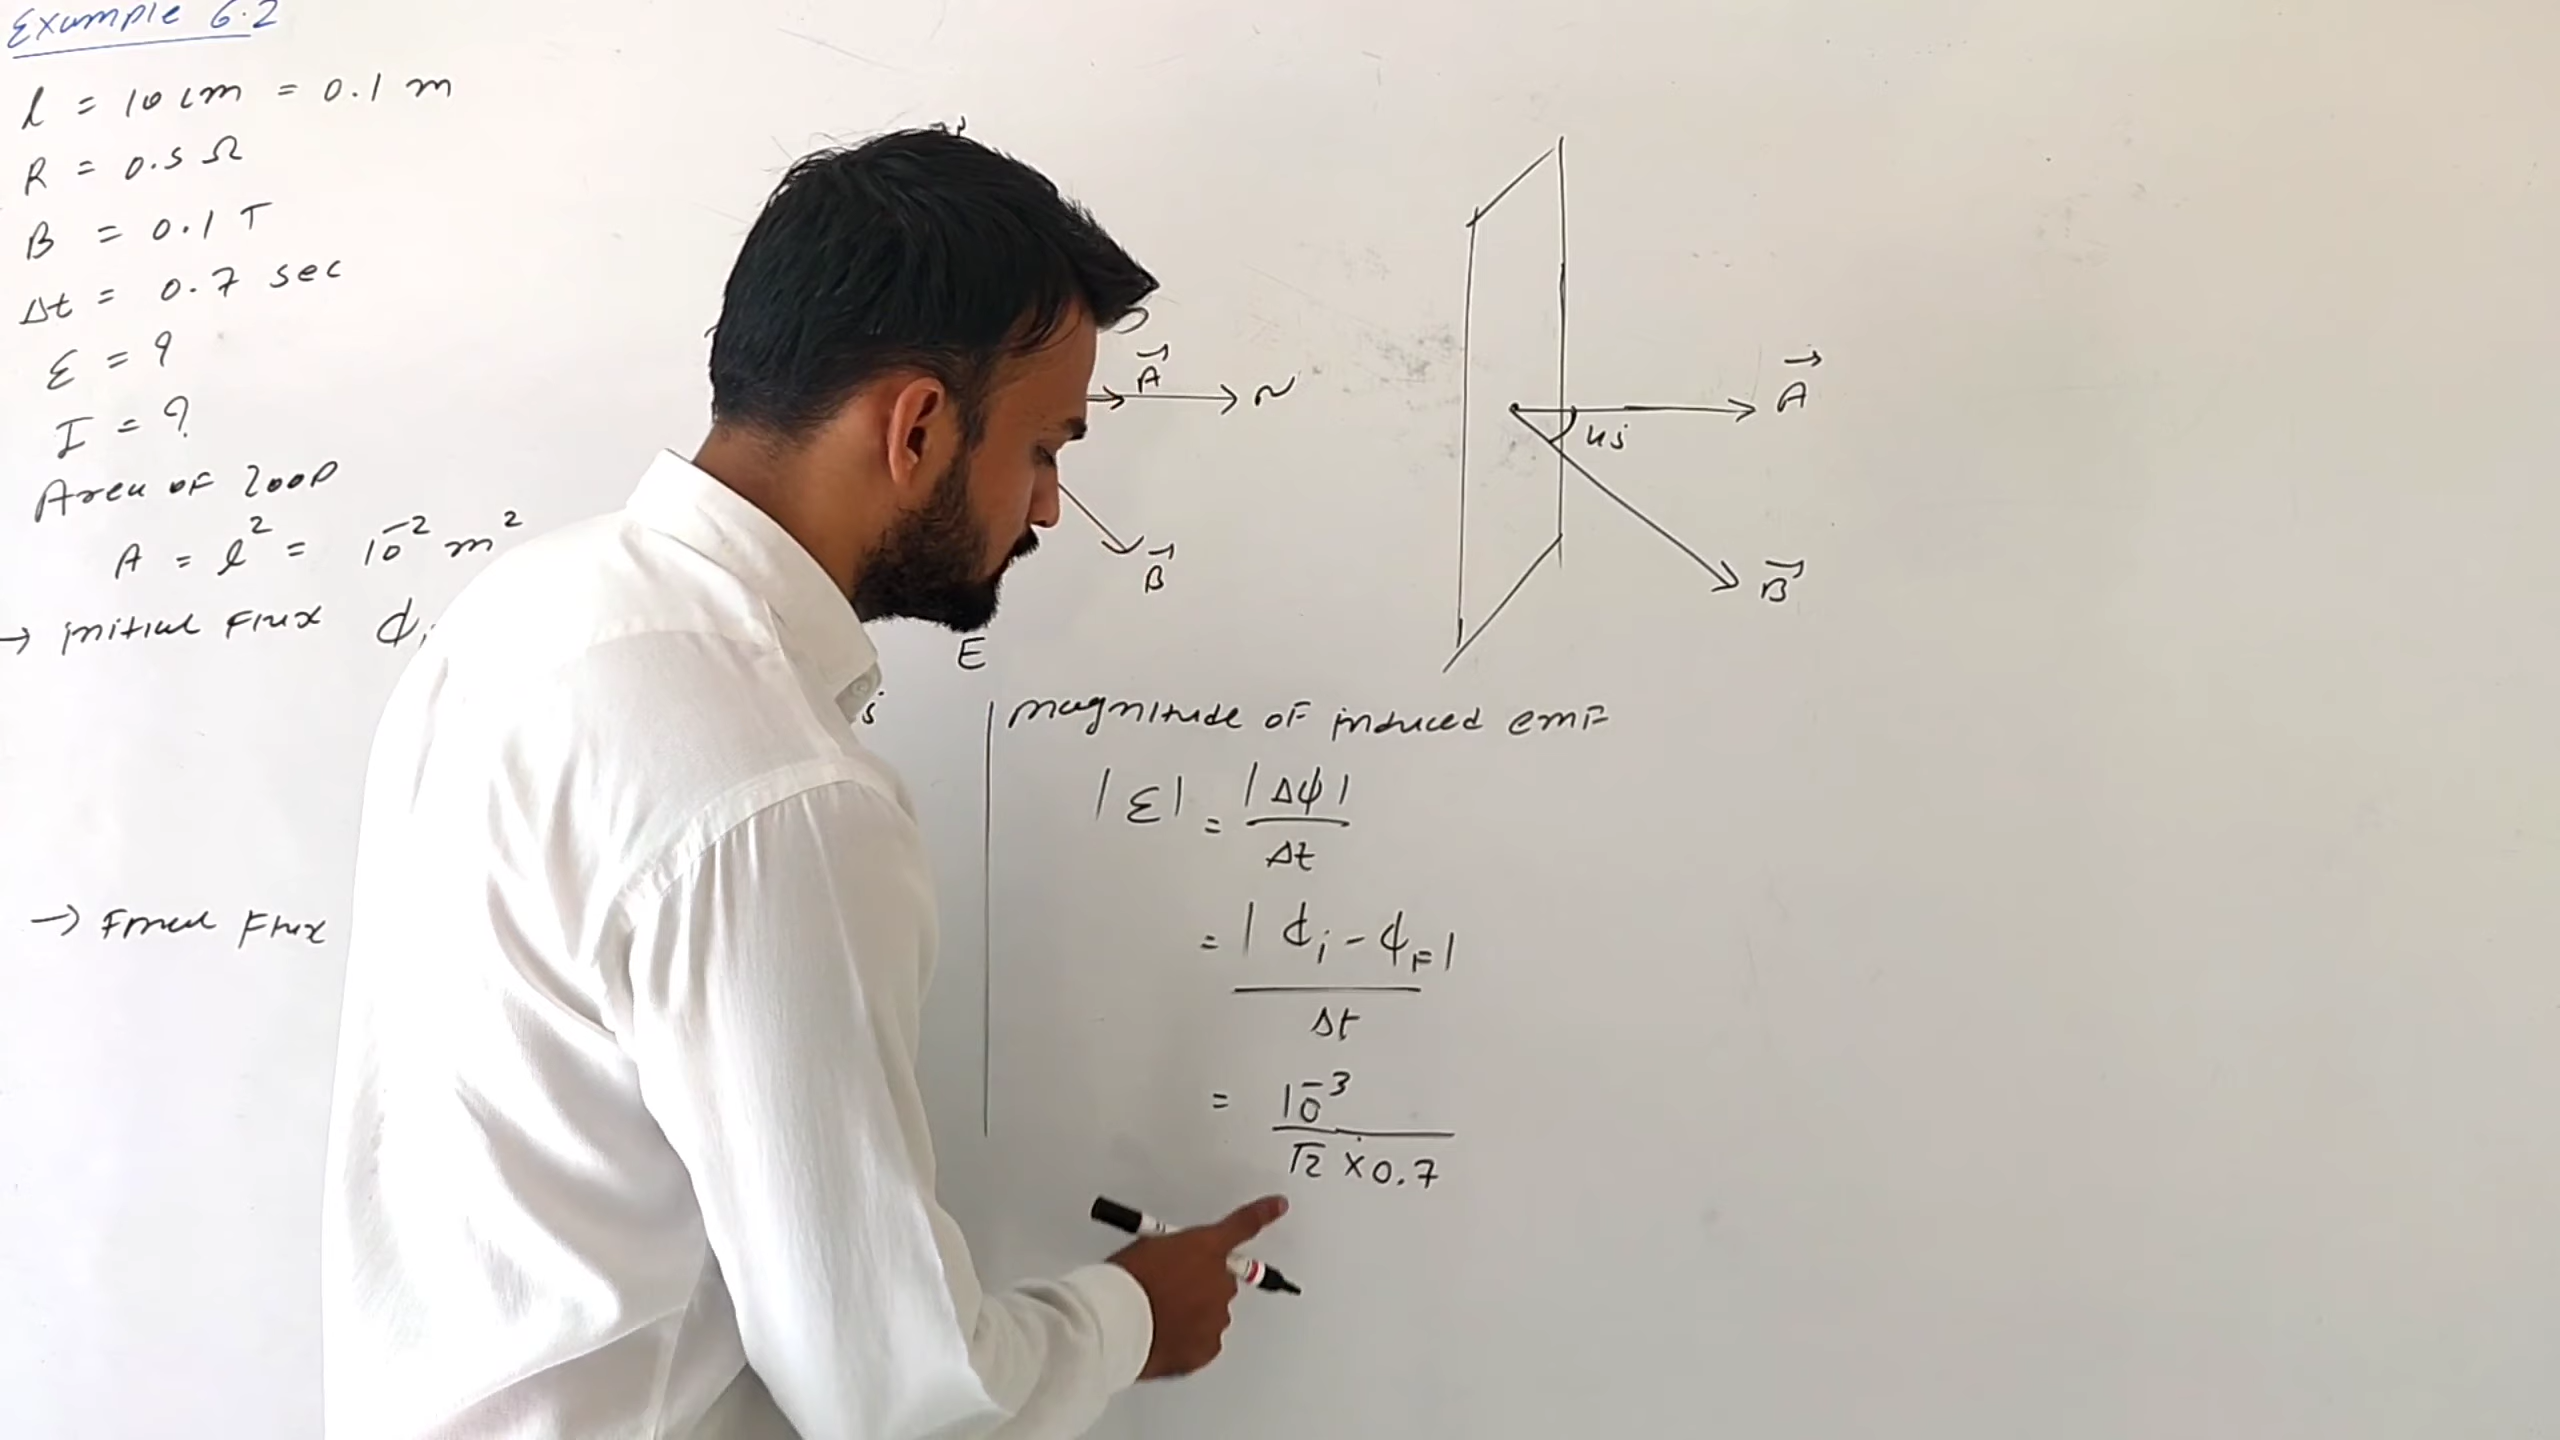 Example 6.2
l = 10 cm = 0.1 m
R = 0.5 Ω
B = 0.1 T
Δt = 0.7 sec
ε = ?
I = ?
Area of loop
A = l² = 10⁻² m²
→ initial flux ϕi
→ Final Flux
A⃗
N
B⃗
E
A⃗
45
B⃗
magnitude of induced emf
|ε| = |Δψ| / Δt
= |ϕi - ϕF| / Δt
= 10⁻³ / √2 × 0.7